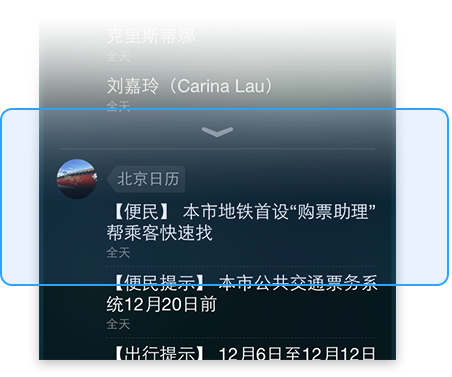 克里斯蒂娜
全天
刘嘉玲（Carina Lau）
全天
北京日历
【便民】 本市地铁首设“购票助理”
帮乘客快速找
全天
【便民提示】 本市公共交通票务系
统12月20日前
全天
【出行提示】 12月6日至12月12日